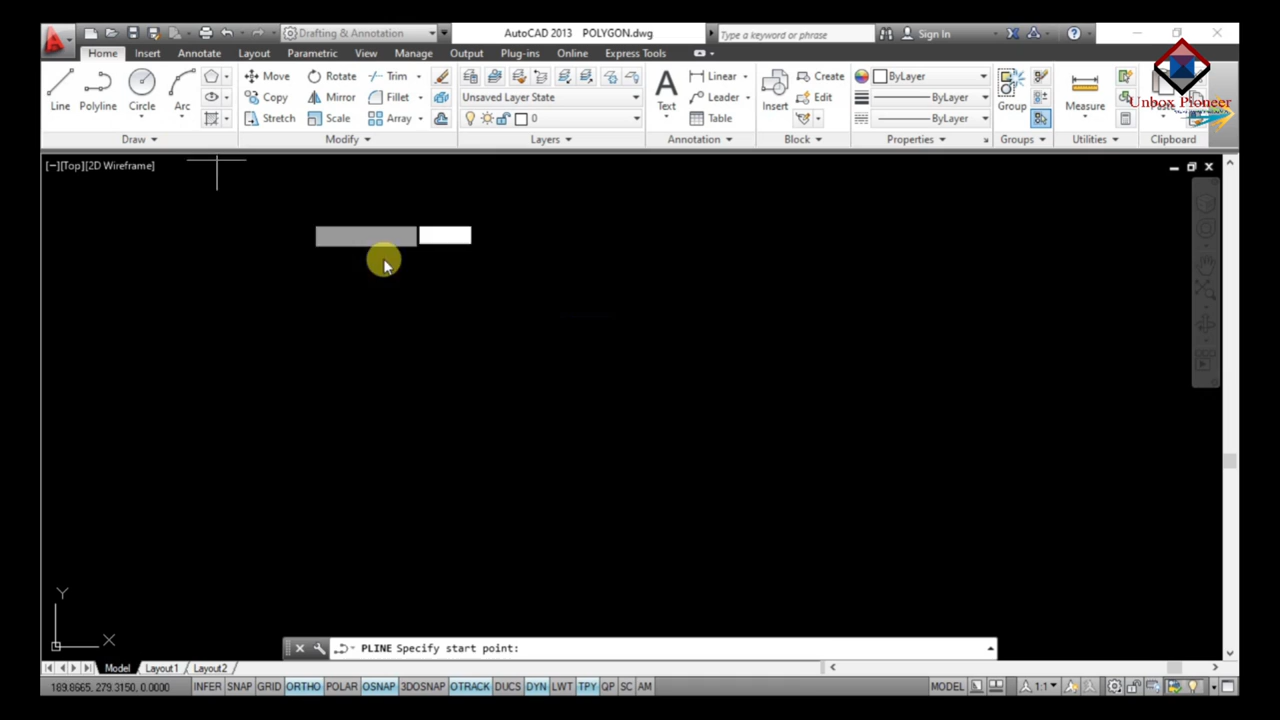 Drafting & Annotation
AutoCAD 2013 POLYGON.dwg
Type a keyword or phrase
Sign In
Home Insert Annotate Layout Parametric View Manage Output Plug-ins Online Express Tools
Line Polyline Circle Arc
Move Rotate Trim
Copy Mirror Fillet
Stretch Scale Array
Unsaved Layer State
0
Text
Linear
Leader
Table
Insert
Create
Edit
ByLayer
ByLayer
ByLayer
Group
Measure
Unbox Pioneer
Draw Modify Layers Annotation Block Properties Groups Utilities Clipboard
[−][Top][2D Wireframe]
Y
X
PLINE Specify start point:
Model Layout1 Layout2
189.8665, 279.3150, 0.0000 INFER SNAP GRID ORTHO POLAR OSNAP 3DOSNAP OTRACK DUCS DYN LWT TPY QP SC AM MODEL 1:1